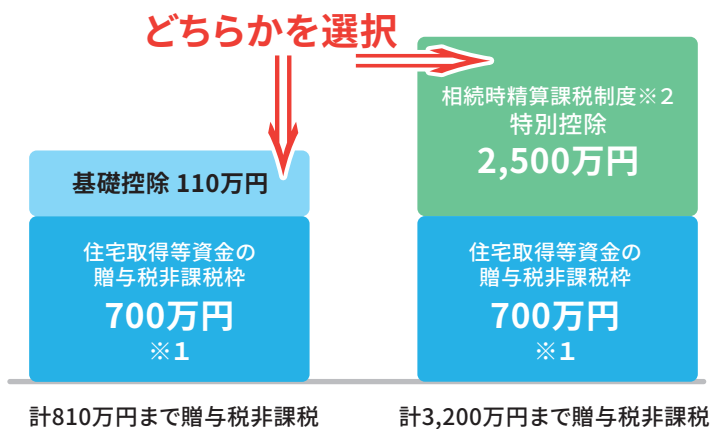 どちらかを選択
基礎控除 110万円
住宅取得等資金の
贈与税非課税枠
700万円
※1
計810万円まで贈与税非課税
相続時精算課税制度※2
特別控除
2,500万円
住宅取得等資金の
贈与税非課税枠
700万円
※1
計3,200万円まで贈与税非課税